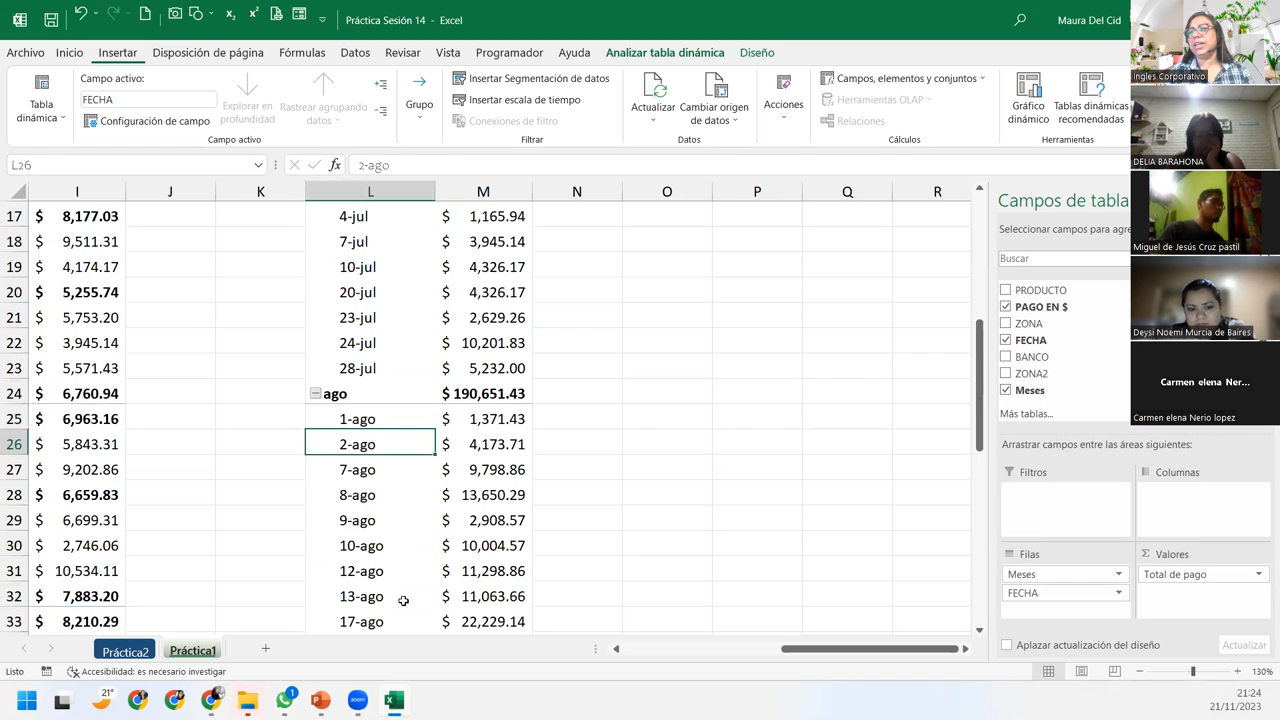 Práctica Sesión 14 - Excel
Maura Del Cid
Archivo Inicio Insertar Disposición de página Fórmulas Datos Revisar Vista Programador Ayuda Analizar tabla dinámica Diseño
Tabla dinámica
Campo activo:
FECHA
Configuración de campo
Explorar en profundidad
Rastrear agrupando datos
Campo activo
Grupo
Insertar Segmentación de datos
Insertar escala de tiempo
Conexiones de filtro
Filtrar
Actualizar
Cambiar origen de datos
Datos
Acciones
Campos, elementos y conjuntos
Herramientas OLAP
Relaciones
Cálculos
Gráfico dinámico
Tablas dinámicas recomendadas
Herramientas
L26 fx 2-ago
I J K L M N O P Q R
17 $ 8,177.03 4-jul $ 1,165.94
18 $ 9,511.31 7-jul $ 3,945.14
19 $ 4,174.17 10-jul $ 4,326.17
20 $ 5,255.74 20-jul $ 4,326.17
21 $ 5,753.20 23-jul $ 2,629.26
22 $ 3,945.14 24-jul $ 10,201.83
23 $ 5,571.43 28-jul $ 5,232.00
24 $ 6,760.94 ago $ 190,651.43
25 $ 6,963.16 1-ago $ 1,371.43
26 $ 5,843.31 2-ago $ 4,173.71
27 $ 9,202.86 7-ago $ 9,798.86
28 $ 6,659.83 8-ago $ 13,650.29
29 $ 6,699.31 9-ago $ 2,908.57
30 $ 2,746.06 10-ago $ 10,004.57
31 $ 10,534.11 12-ago $ 11,298.86
32 $ 7,883.20 13-ago $ 11,063.66
33 $ 8,210.29 17-ago $ 22,229.14
Campos de tabla
Seleccionar campos para agre
Buscar
PRODUCTO
PAGO EN $
ZONA
FECHA
BANCO
ZONA2
Meses
Más tablas...
Arrastrar campos entre las áreas siguientes:
Filtros
Columnas
Filas
Valores
Meses
FECHA
Total de pago
Aplazar actualización del diseño
Actualizar
Ingles Corporativo
DELIA BARAHONA
Miguel de Jesús Cruz pastil
Deysi Noemi Murcia de Baires
Carmen elena Ner...
Carmen elena Nerio lopez
Práctica2 Práctica1
Listo
Accesibilidad: es necesario investigar
130%
21°
1
zoom
21:24
21/11/2023